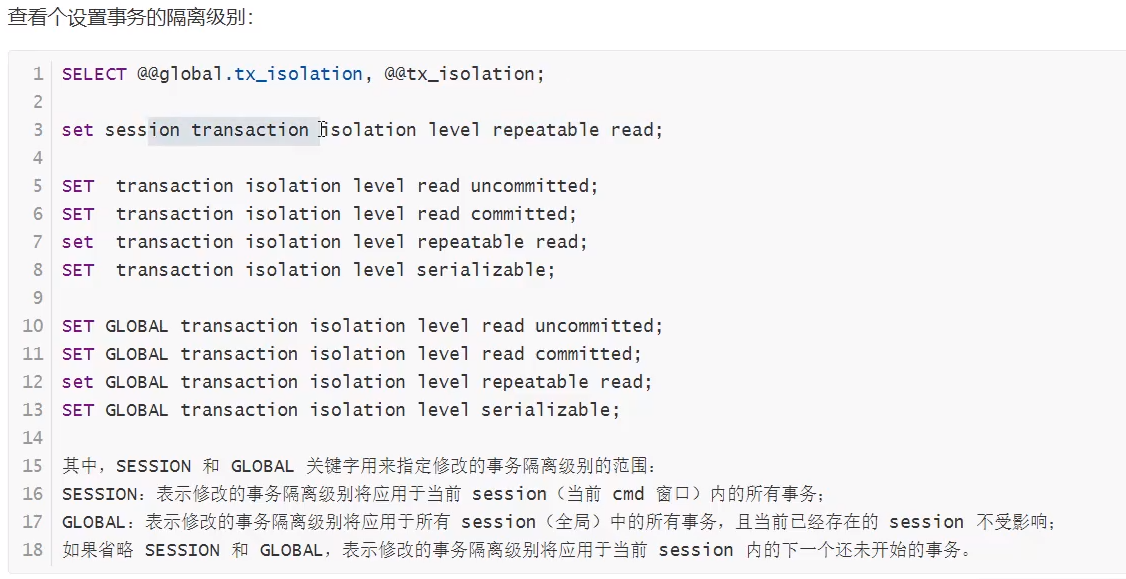 查看个设置事务的隔离级别：
1 SELECT @@global.tx_isolation, @@tx_isolation;
2
3 set session transaction isolation level repeatable read;
4
5 SET  transaction isolation level read uncommitted;
6 SET  transaction isolation level read committed;
7 set  transaction isolation level repeatable read;
8 SET  transaction isolation level serializable;
9
10 SET GLOBAL transaction isolation level read uncommitted;
11 SET GLOBAL transaction isolation level read committed;
12 set GLOBAL transaction isolation level repeatable read;
13 SET GLOBAL transaction isolation level serializable;
14
15 其中，SESSION 和 GLOBAL 关键字用来指定修改的事务隔离级别的范围：
16 SESSION：表示修改的事务隔离级别将应用于当前 session（当前 cmd 窗口）内的所有事务；
17 GLOBAL：表示修改的事务隔离级别将应用于所有 session（全局）中的所有事务，且当前已经存在的 session 不受影响；
18 如果省略 SESSION 和 GLOBAL，表示修改的事务隔离级别将应用于当前 session 内的下一个还未开始的事务。